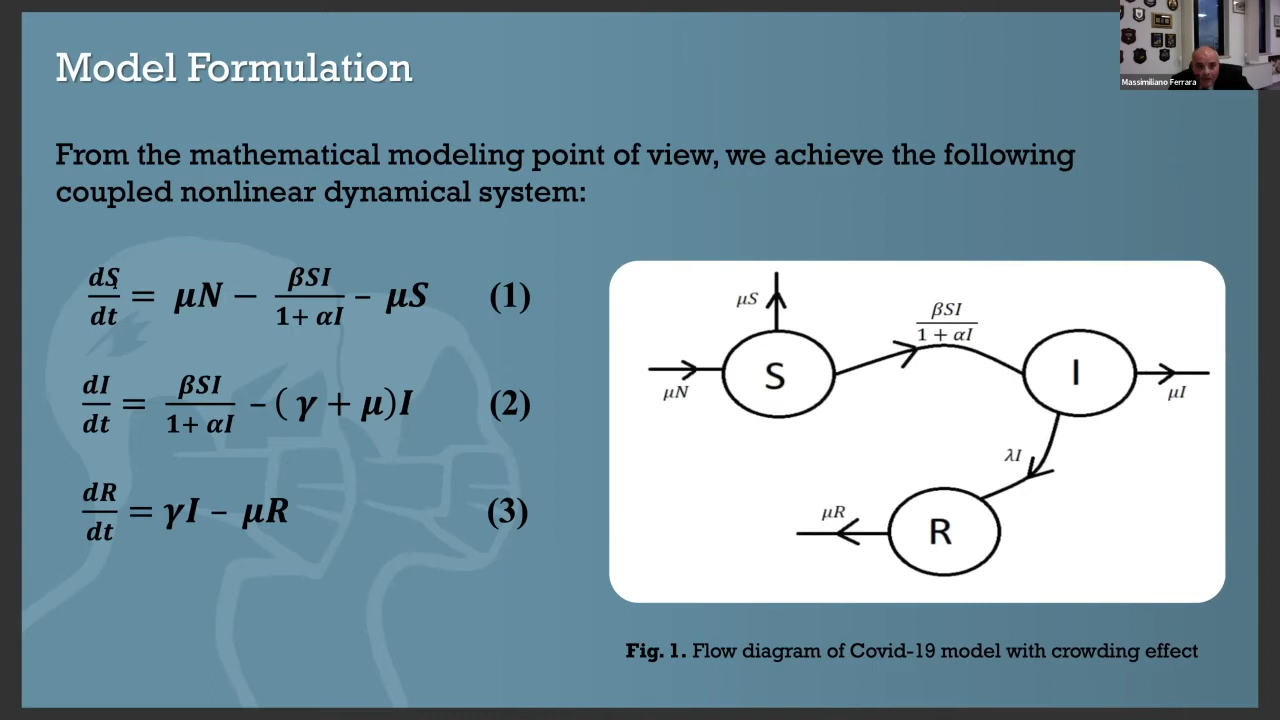 Model Formulation
Massimiliano Ferrara
From the mathematical modeling point of view, we achieve the following
coupled nonlinear dynamical system:
dS/dt = μN − βSI/1+ αI − μS (1)
dI/dt = βSI/1+ αI − ( γ + μ)I (2)
dR/dt = γI − μR (3)
μS
βSI/1 + αI
S
I
μN
μI
λI
μR
R
Fig. 1. Flow diagram of Covid-19 model with crowding effect